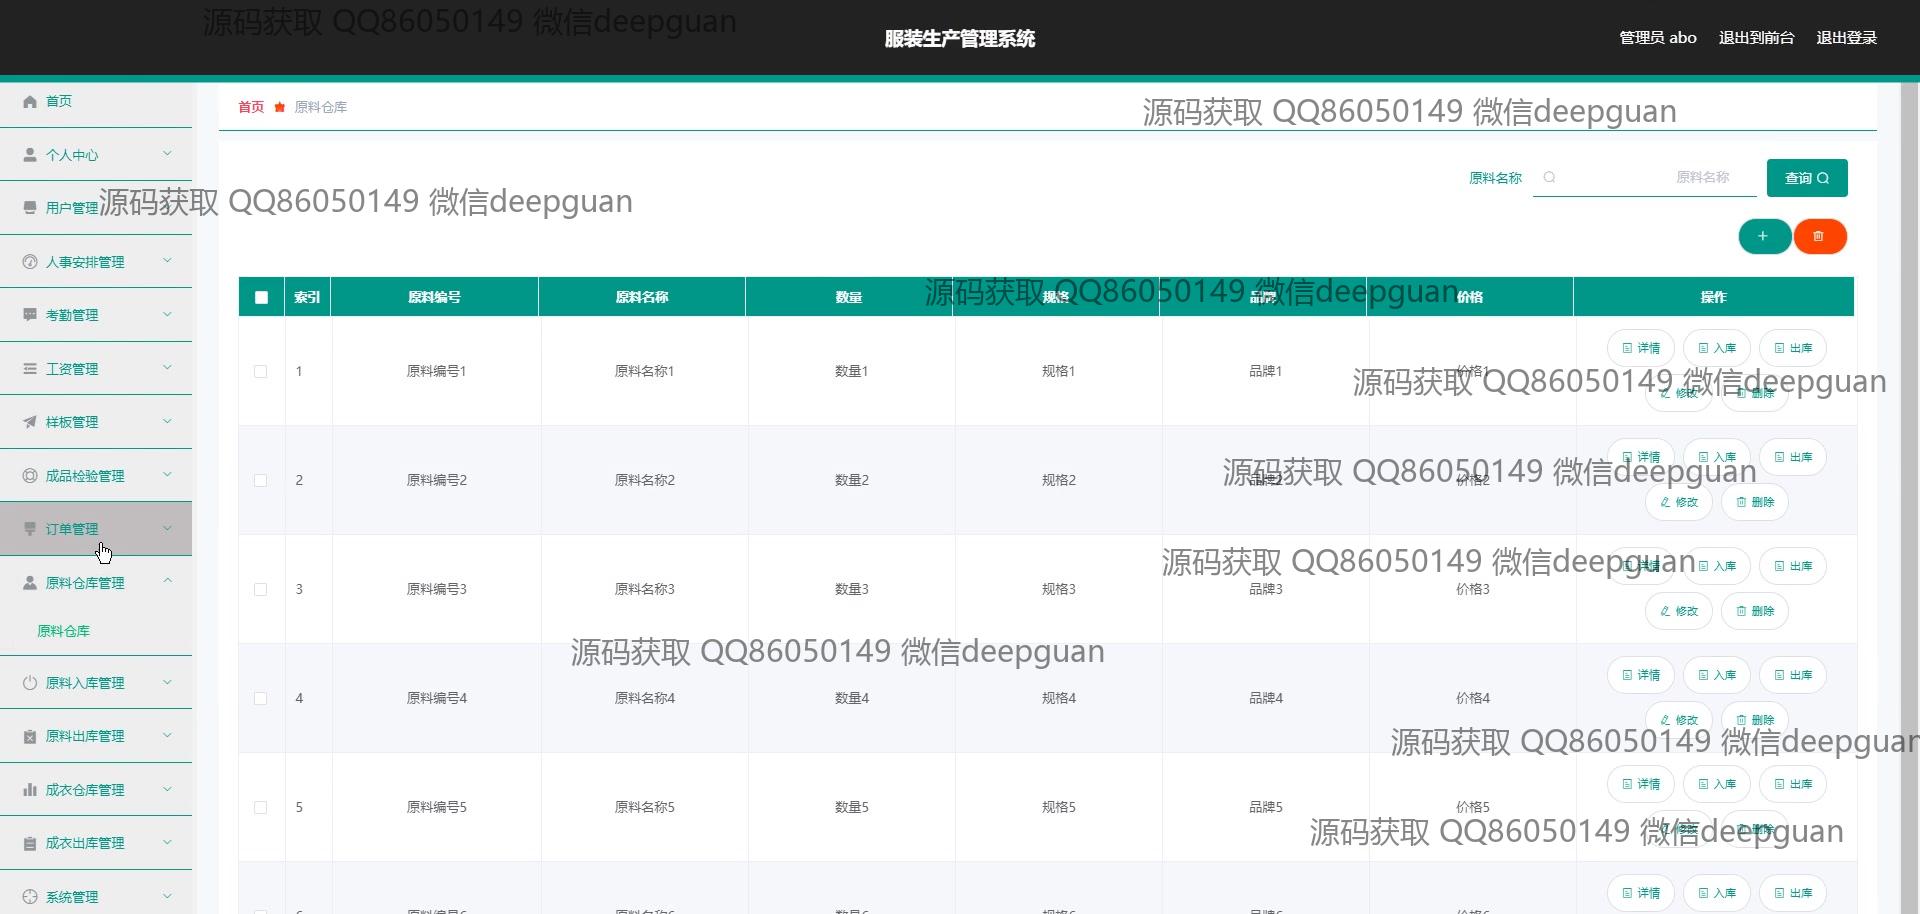 源码获取 QQ86050149 微信deepguan
服装生产管理系统
管理员 abo 退出到前台 退出登录
首页
个人中心
用户管理
人事安排管理
考勤管理
工资管理
样板管理
成品检验管理
订单管理
原料仓库管理
原料仓库
原料入库管理
原料出库管理
成衣仓库管理
成衣出库管理
系统管理
首页 原料仓库
源码获取 QQ86050149 微信deepguan
源码获取 QQ86050149 微信deepguan
原料名称 原料名称 查询
索引 原料编号 原料名称 数量 规格 品牌 价格 操作
源码获取 QQ86050149 微信deepguan
1 原料编号1 原料名称1 数量1 规格1 品牌1 价格1 详情 入库 出库
修改 删除
源码获取 QQ86050149 微信deepguan
2 原料编号2 原料名称2 数量2 规格2 品牌2 价格2 详情 入库 出库
修改 删除
源码获取 QQ86050149 微信deepguan
3 原料编号3 原料名称3 数量3 规格3 品牌3 价格3 详情 入库 出库
修改 删除
源码获取 QQ86050149 微信deepguan
源码获取 QQ86050149 微信deepguan
4 原料编号4 原料名称4 数量4 规格4 品牌4 价格4 详情 入库 出库
修改 删除
源码获取 QQ86050149 微信deepguan
5 原料编号5 原料名称5 数量5 规格5 品牌5 价格5 详情 入库 出库
修改 删除
源码获取 QQ86050149 微信deepguan
详情 入库 出库